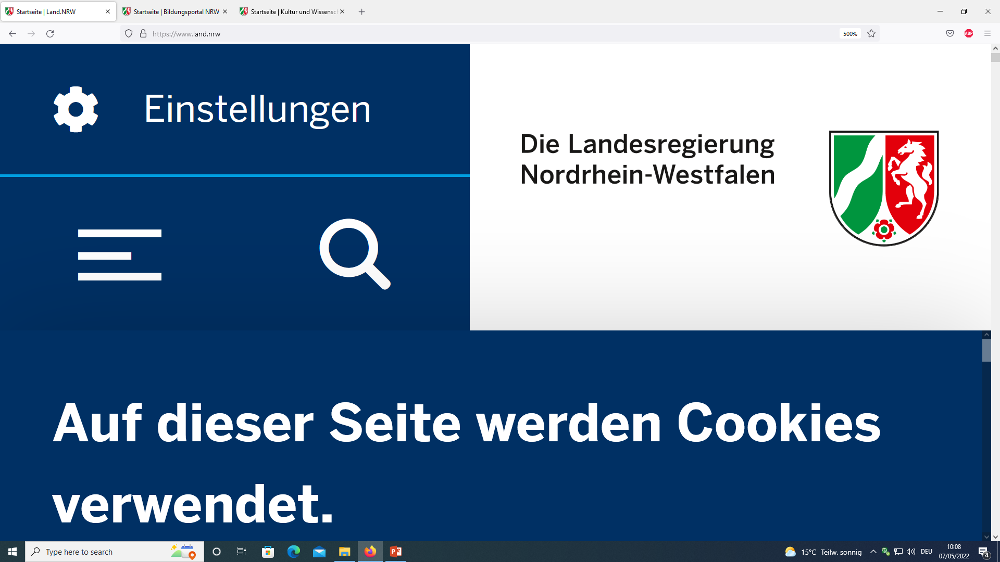 Startseite | Land.NRW
Startseite | Bildungsportal NRW
Startseite | Kultur und Wissensc
https://www.land.nrw
500%
ABP
Einstellungen
Die Landesregierung
Nordrhein-Westfalen
Auf dieser Seite werden Cookies
verwendet.
Type here to search
15°C Teilw. sonnig
DEU
10:08
07/05/2022
4